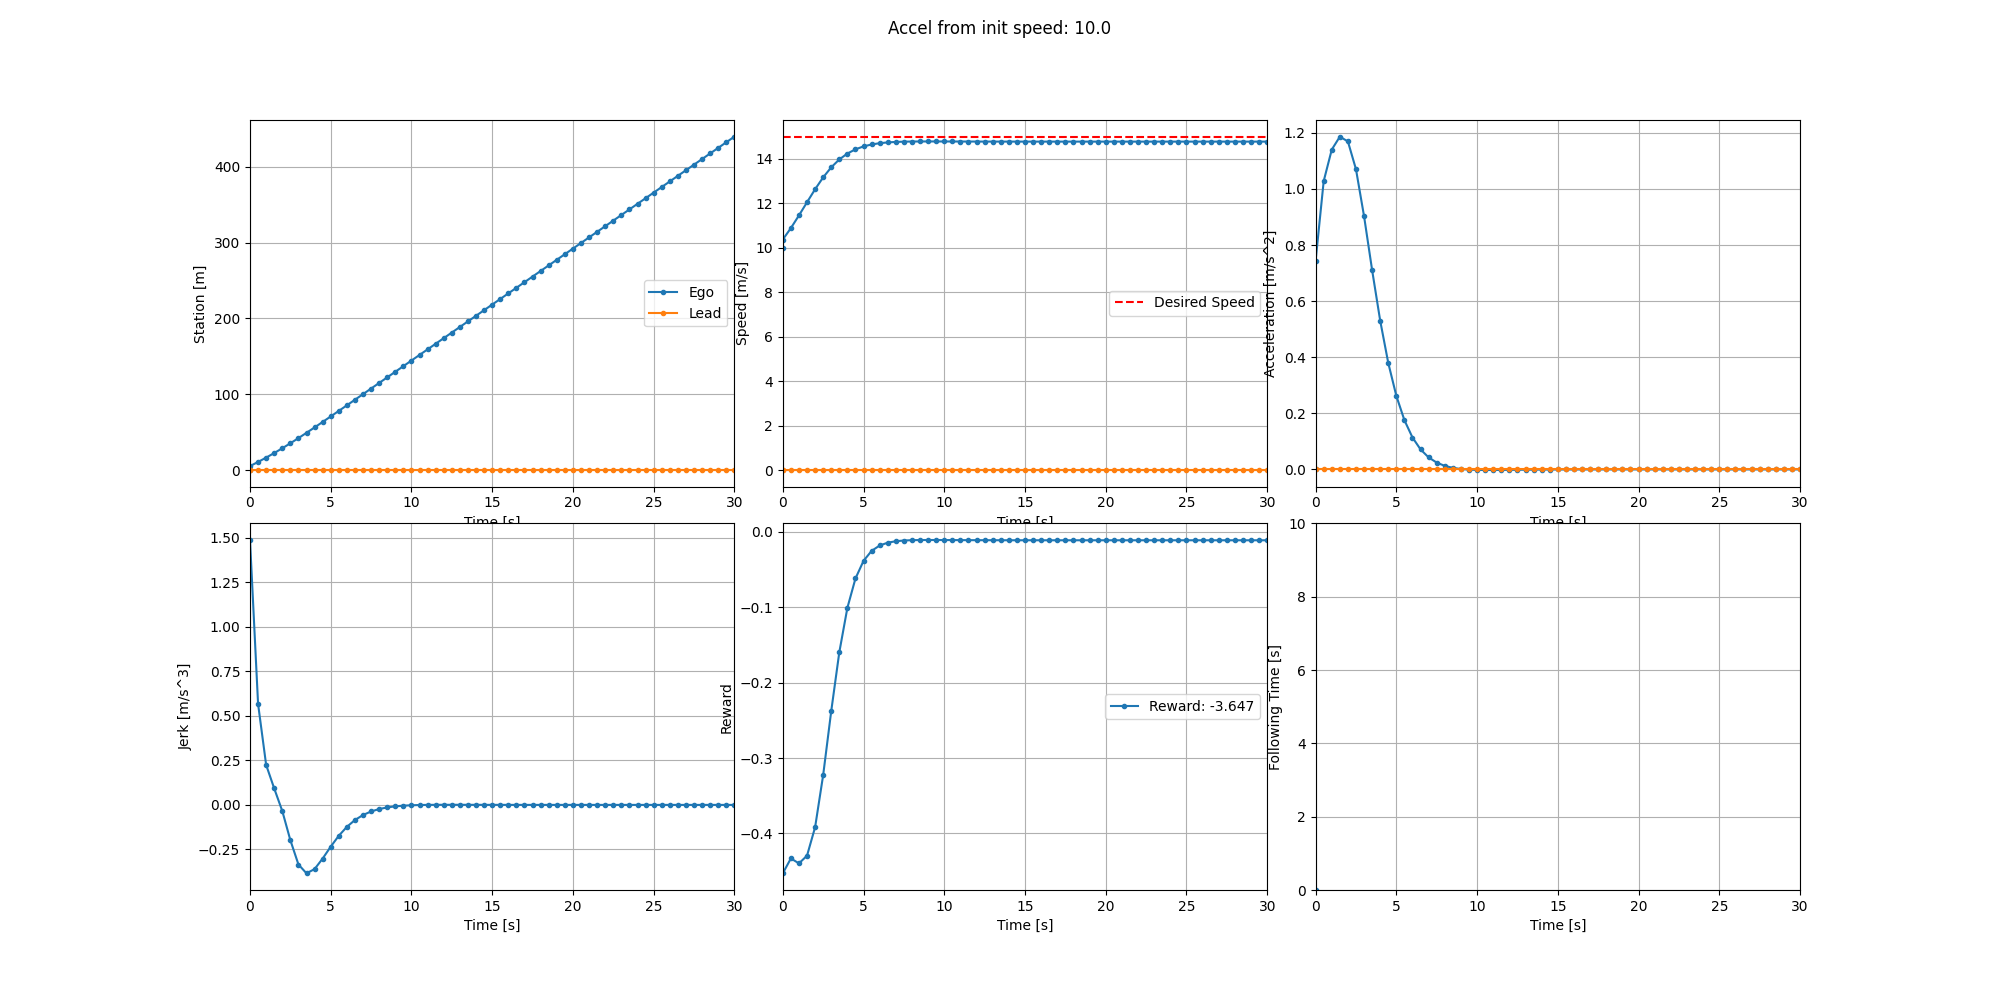 Accel from init speed: 10.0
Station [m]
400
300
200
100
0
Ego
Lead
0 5 10 15 20 25 30
Time [s]
Speed [m/s]
14
12
10
8
6
4
2
0
Desired Speed
0 5 10 15 20 25 30
Time [s]
Acceleration [m/s^2]
1.2
1.0
0.8
0.6
0.4
0.2
0.0
0 5 10 15 20 25 30
Time [s]
Jerk [m/s^3]
1.50
1.25
1.00
0.75
0.50
0.25
0.00
−0.25
0 5 10 15 20 25 30
Time [s]
Reward
0.0
−0.1
−0.2
−0.3
−0.4
Reward: -3.647
0 5 10 15 20 25 30
Time [s]
Following Time [s]
10
8
6
4
2
0
0 5 10 15 20 25 30
Time [s]